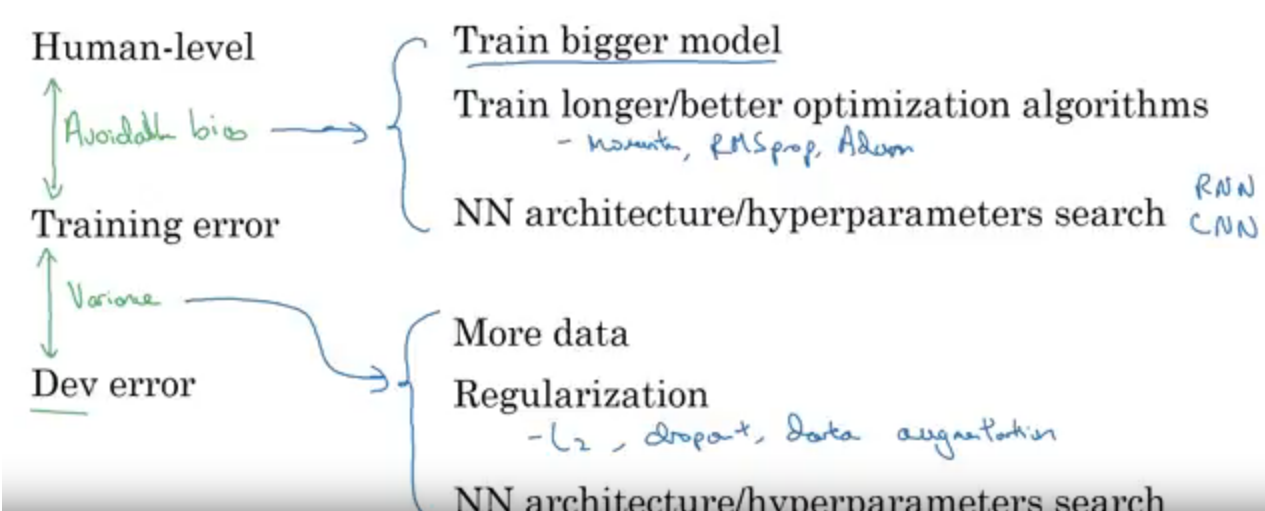 Human-level
Avoidable bias
Training error
Variance
Dev error
Train bigger model
Train longer/better optimization algorithms
- momentum, RMSprop, Adam
NN architecture/hyperparameters search
RNN
CNN
More data
Regularization
- L2, dropout, data augmentation
NN architecture/hyperparameters search